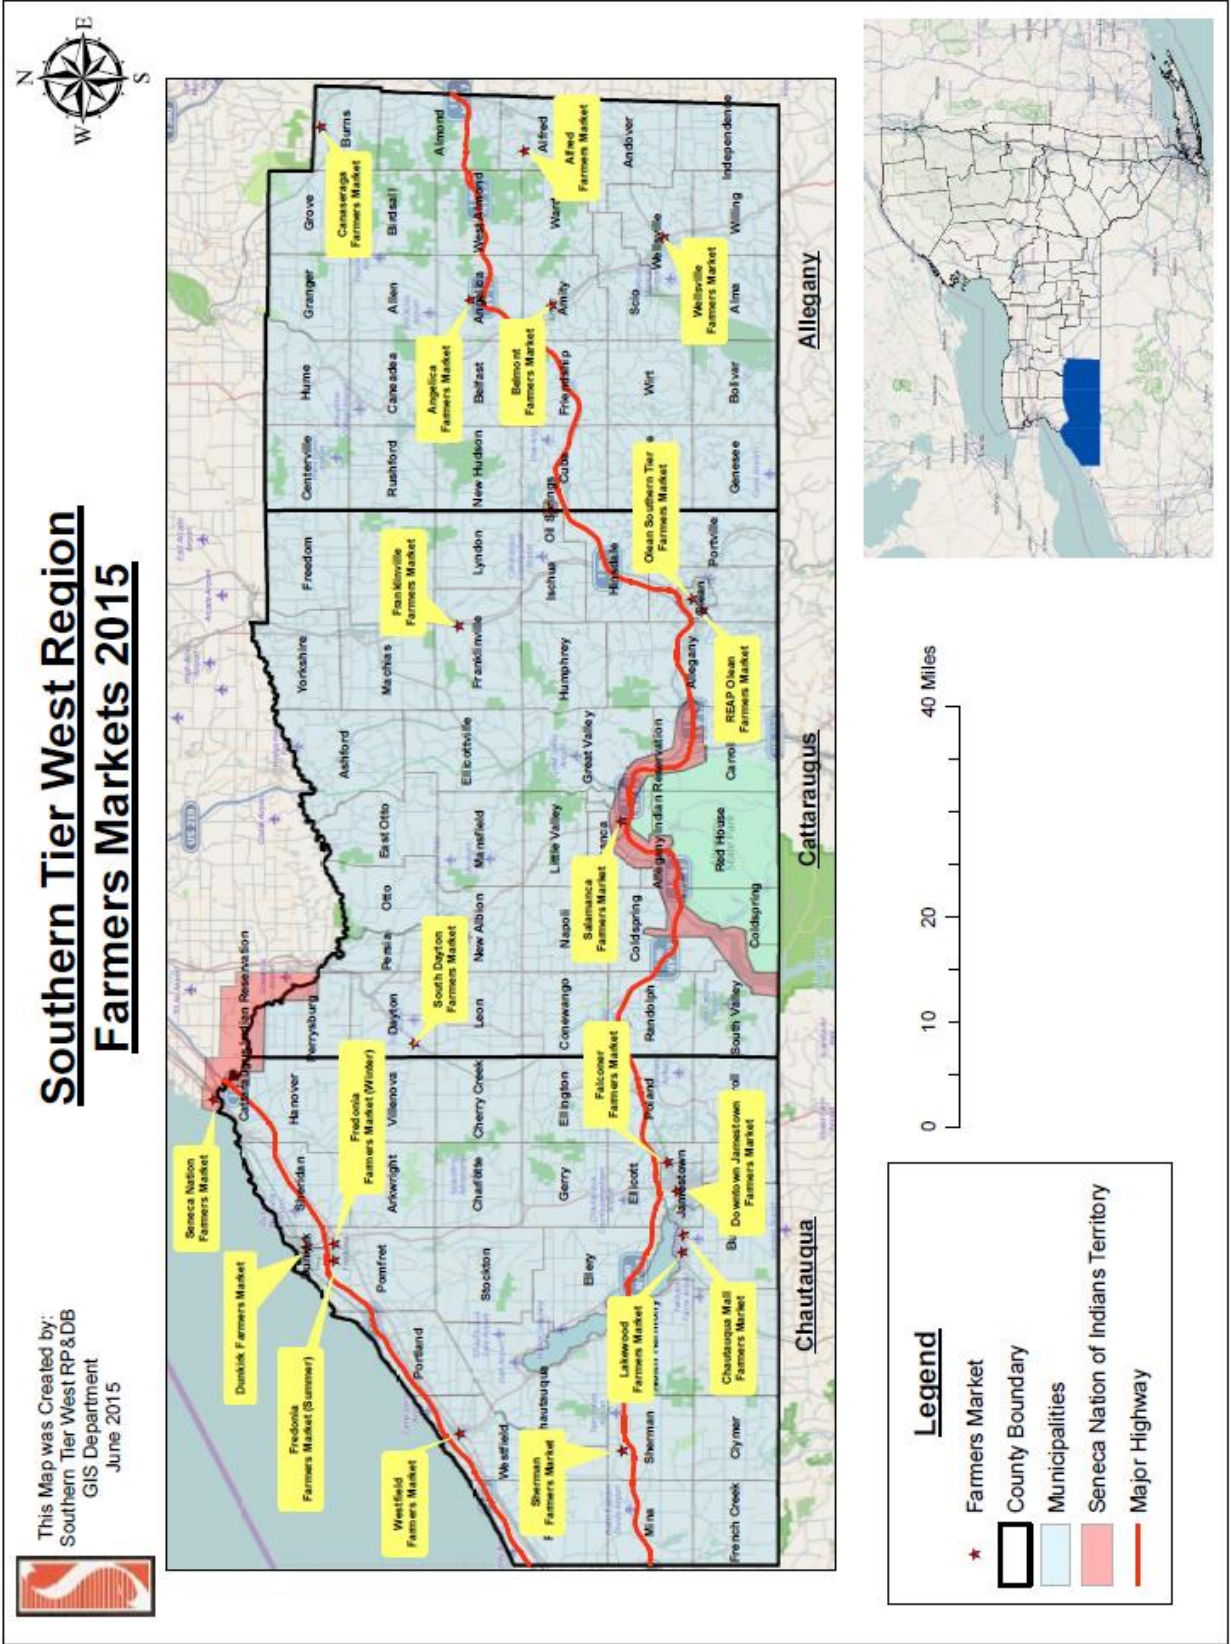 This Map was Created by:
Southern Tier West RP&DB
GIS Department
June 2015
Southern Tier West Region
Farmers Markets 2015
N
W
E
S
Seneca Nation
Farmers Market
Dunkirk Farmers Market
Fredonia
Farmers Market (Summer)
Fredonia
Farmers Market (Winter)
Westfield
Farmers Market
Sherman
Farmers Market
Lakewood
Farmers Market
Chautauqua Mall
Farmers Market
Downtown Jamestown
Farmers Market
Falconer
Farmers Market
South Dayton
Farmers Market
Salamanca
Farmers Market
Franklinville
Farmers Market
REAP Olean
Farmers Market
Olean Southern Tier
Farmers Market
Angelica
Farmers Market
Belmont
Farmers Market
Canaseraga
Farmers Market
Alfred
Farmers Market
Wellsville
Farmers Market
Cattaraugus Indian Reservation
Hanover
Sheridan
Perrysburg
Yorkshire
Freedom
Centerville
Hume
Granger
Grove
Burns
Ashford
Portland
Pomfret
Arkwright
Villenova
Dayton
Persia
Otto
East Otto
Machias
Rushford
Caneadea
Allen
Birdsall
Almond
Westfield
Stockton
Charlotte
Cherry Creek
Leon
New Albion
Mansfield
Ellicottville
Franklinville
Lyndon
New Hudson
Belfast
Angelica
West Almond
Ellery
Gerry
Ellington
Conewango
Napoli
Little Valley
Great Valley
Humphrey
Ischua
Oil Springs
Cuba
Friendship
Amity
Ward
Alfred
Mina
Sherman
Ellicott
Poland
Randolph
Coldspring
Allegany Indian Reservation
Hinsdale
Wirt
Scio
Wellsville
Andover
Jamestown
Allegany
Olean
Portville
French Creek
Clymer
South Valley
Coldspring
Red House
Genesee
Bolivar
Alma
Willing
Independence
Chautauqua
Cattaraugus
Allegany
Legend
Farmers Market
County Boundary
Municipalities
Seneca Nation of Indians Territory
Major Highway
0
10
20
40 Miles